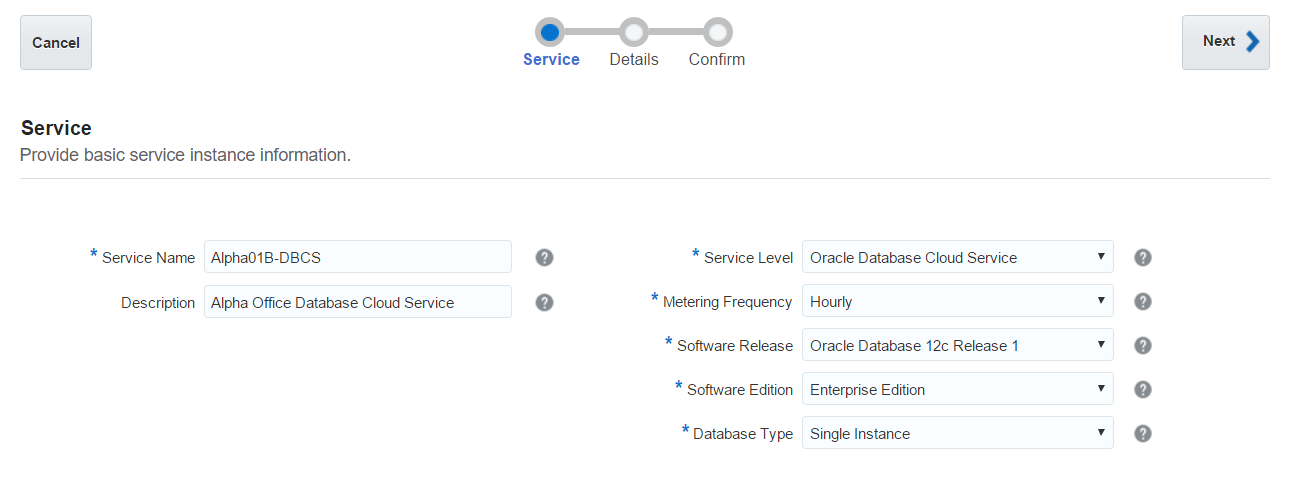 Cancel
Service Details Confirm
Next
Service
Provide basic service instance information.
* Service Name Alpha01B-DBCS ?
Description Alpha Office Database Cloud Service ?
* Service Level Oracle Database Cloud Service ?
* Metering Frequency Hourly ?
* Software Release Oracle Database 12c Release 1 ?
* Software Edition Enterprise Edition ?
* Database Type Single Instance ?